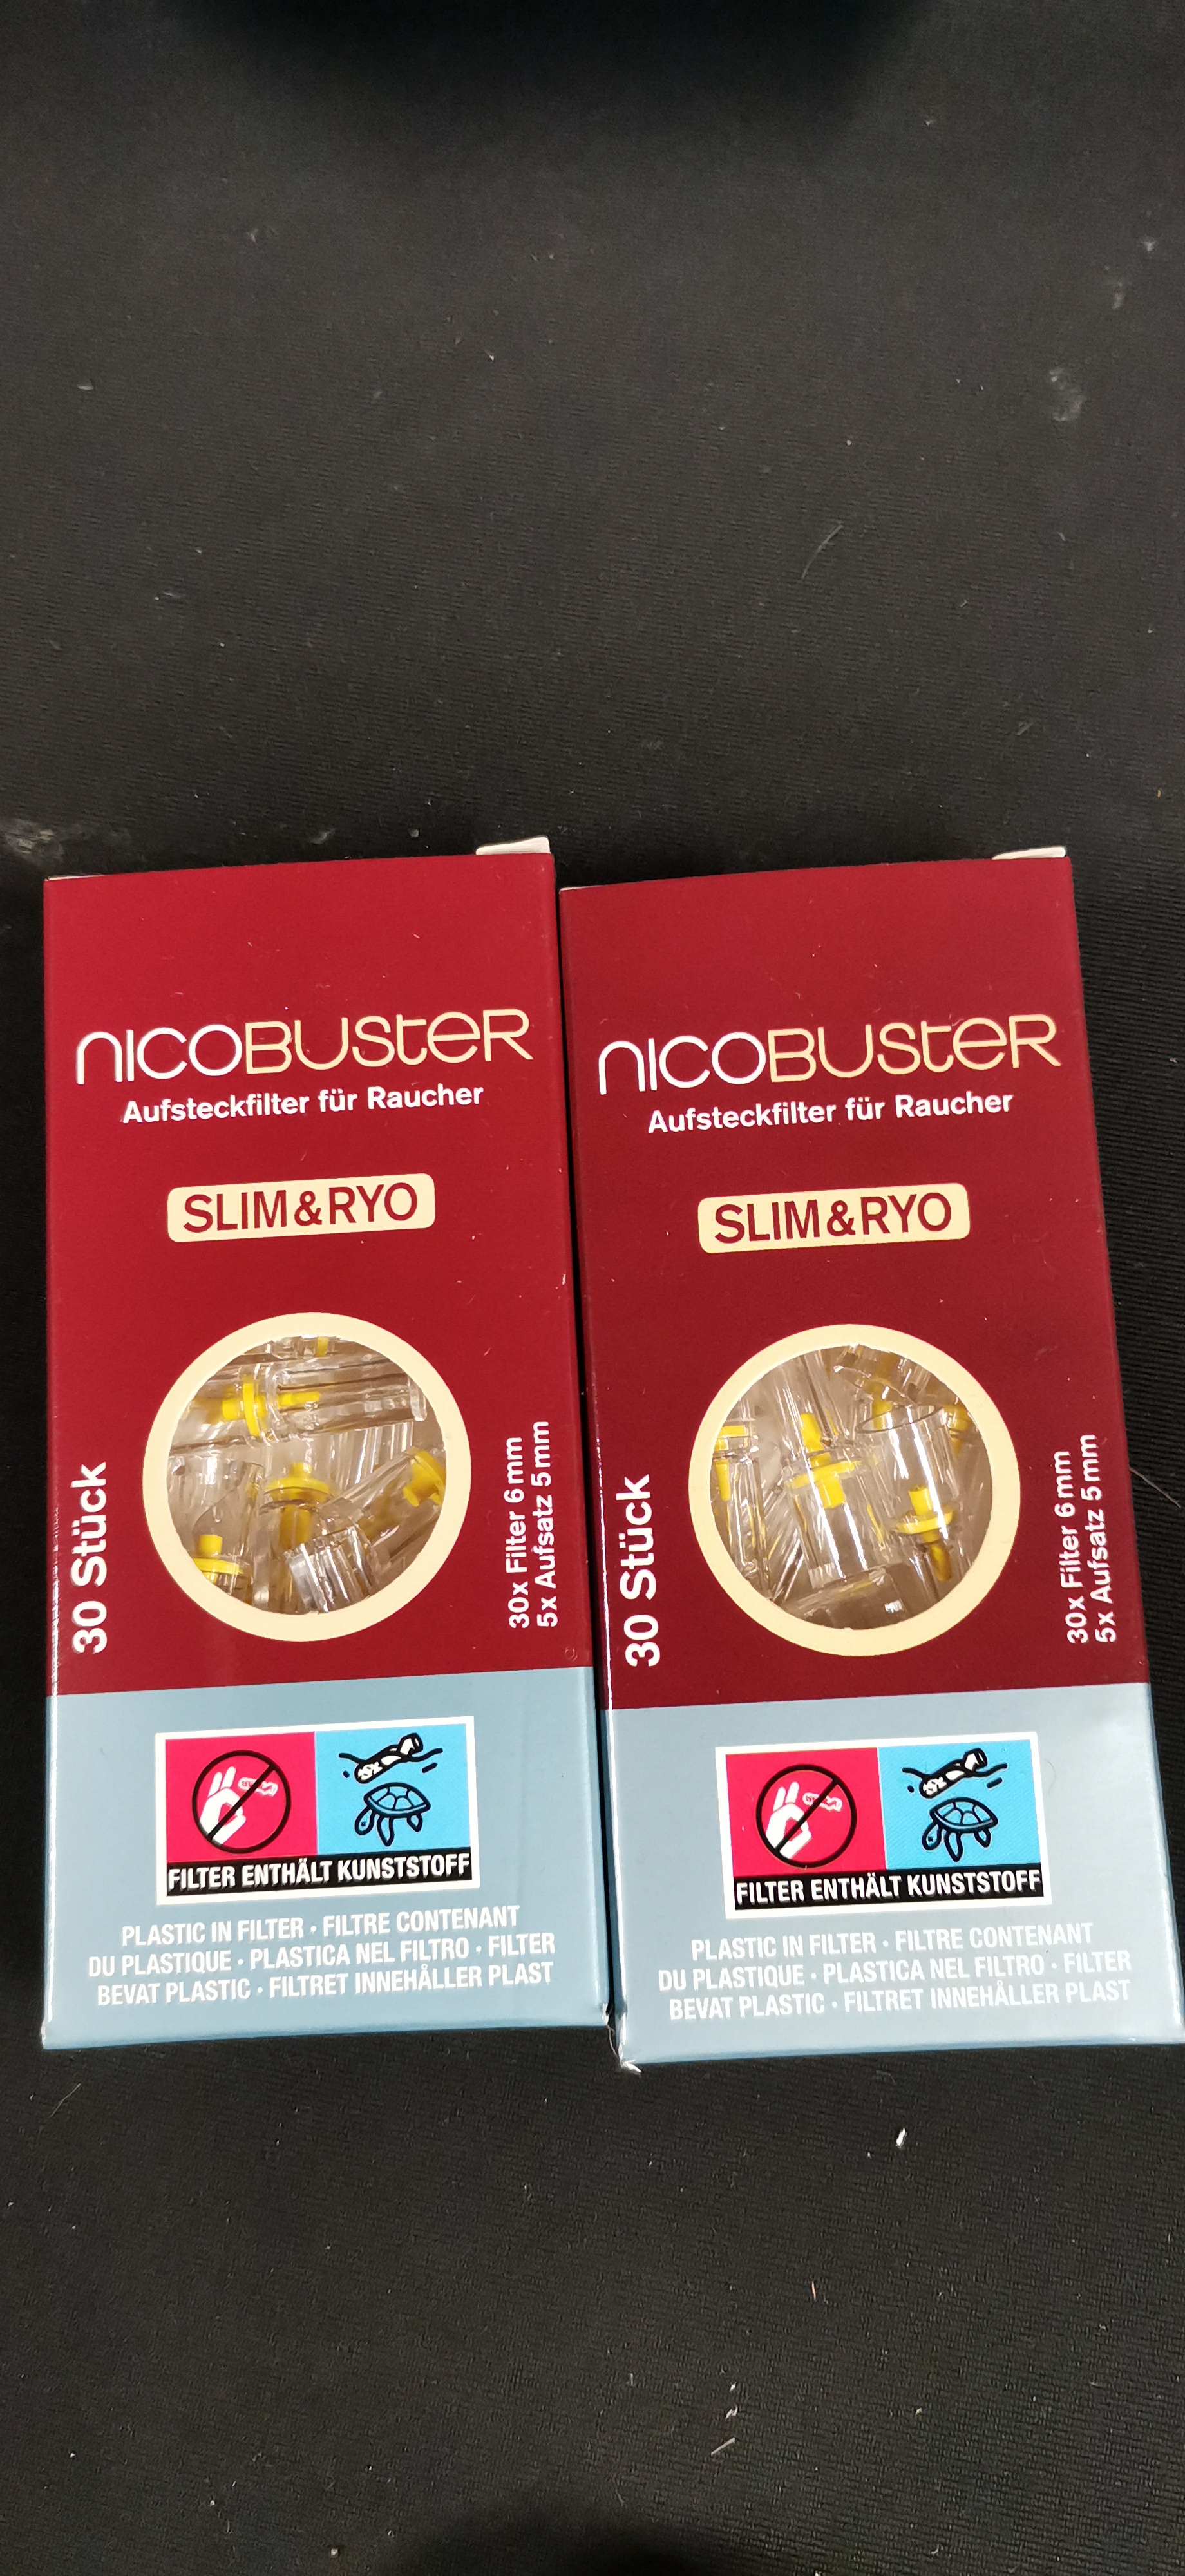 nicoBUSteR
Aufsteckfilter für Raucher
SLIM&RYO
30 Stück
30x Filter 6 mm
5x Aufsatz 5 mm
FILTER ENTHÄLT KUNSTSTOFF
PLASTIC IN FILTER · FILTRE CONTENANT
DU PLASTIQUE · PLASTICA NEL FILTRO · FILTER
BEVAT PLASTIC · FILTRET INNEHÅLLER PLAST
nicoBUSteR
Aufsteckfilter für Raucher
SLIM&RYO
30 Stück
30x Filter 6 mm
5x Aufsatz 5 mm
FILTER ENTHÄLT KUNSTSTOFF
PLASTIC IN FILTER · FILTRE CONTENANT
DU PLASTIQUE · PLASTICA NEL FILTRO · FILTER
BEVAT PLASTIC · FILTRET INNEHÅLLER PLAST